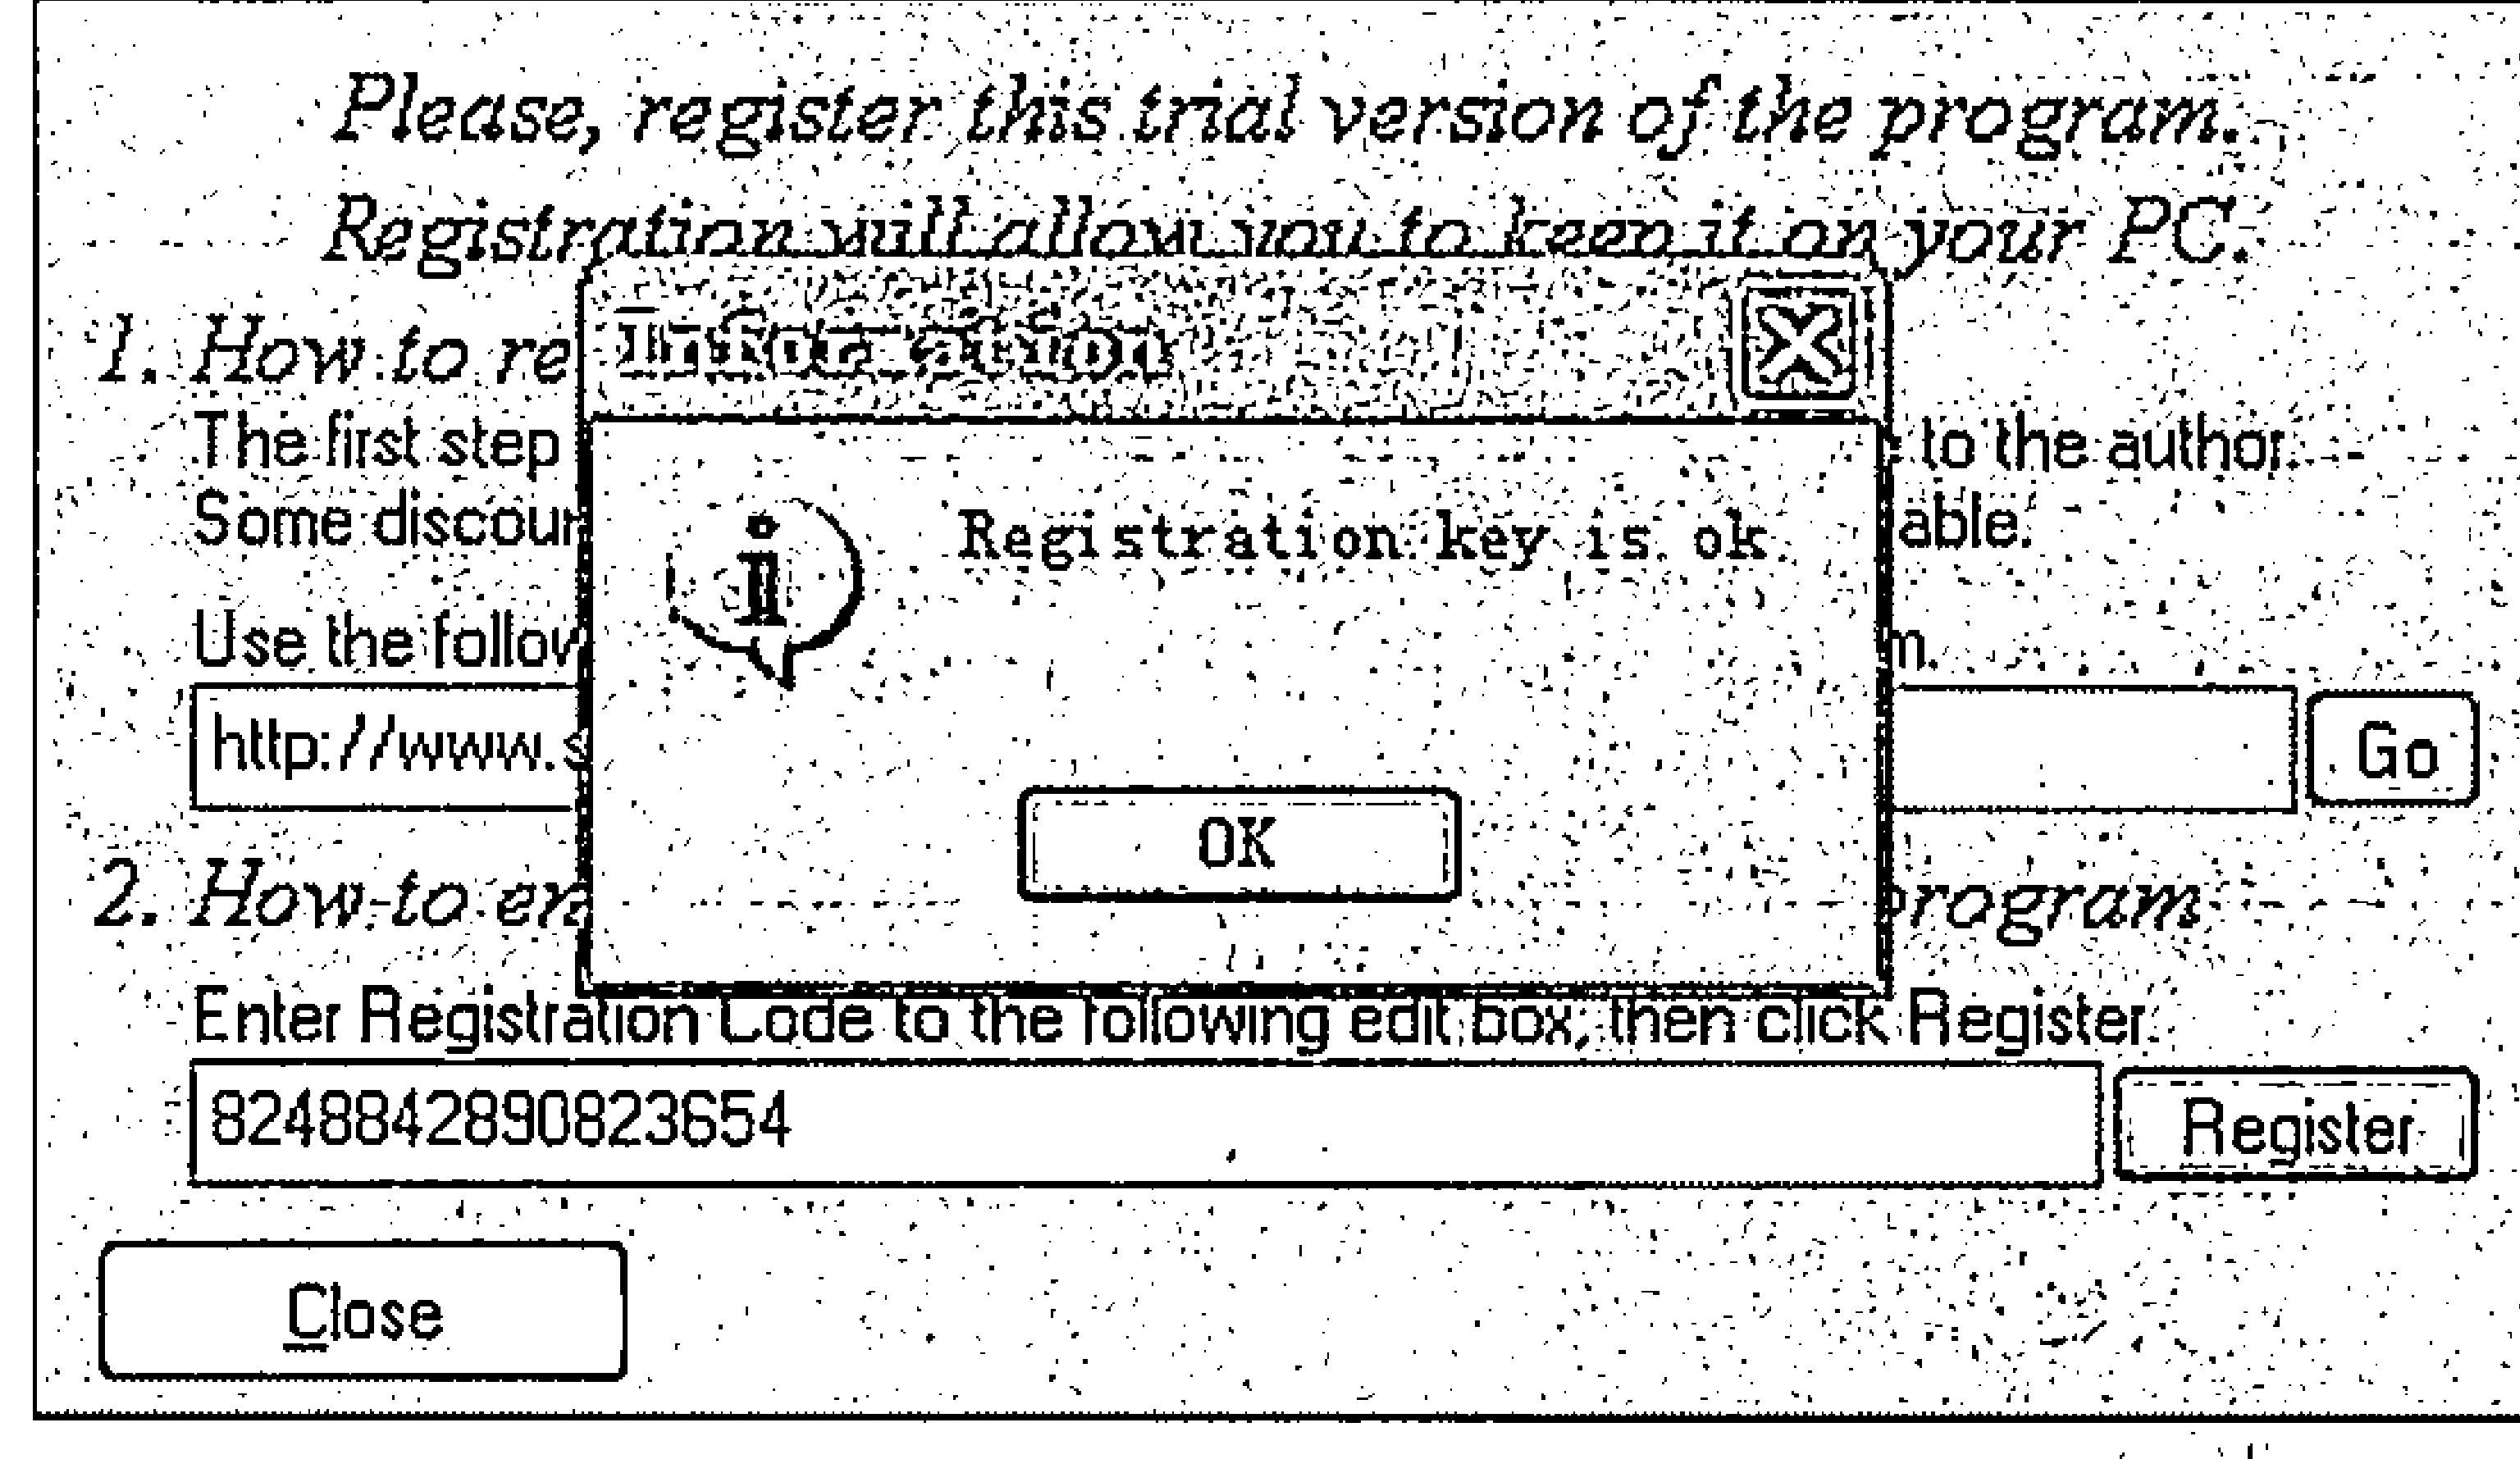 Please, register this trial version of the program.
Registration will allow you to keep it on your PC.
1. How to re
Information
The first step
to the author.
Some discour
able.
Registration key is ok
Use the follow
m.
http://www.s
Go
OK
2. How to en
program
Enter Registration Code to the following edit box, then click Register.
8248842890823654
Register
Close